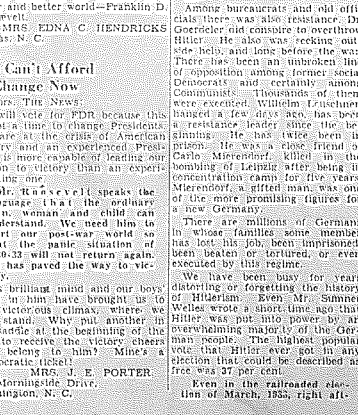 and better world—Franklin D.
MRS. EDNA C. HENDRICKS
N. C.
Can't Afford
Change Now
The News:
will vote for FDR because this
a time to change Presidents.
are at the crisis of American
and an experienced Presi-
is more capable of leading our
to victory than an experi-
one.
Mr. Roosevelt speaks the
language that the ordinary
woman and child can
understand. We need him to
our post-war world so
the panic situation of
will not return again.
has paved the way to vic-
brilliant mind and our boys'
in him have brought us to
victorious climax, where we
stand. Why put another in
saddle at the beginning of the
to receive the victory cheers
belong to him? Mine's a
ocratic ticket!
MRS. J. E. PORTER.
Morningside Drive,
N. C.
Among bureaucrats and old offi-
cials there was also resistance. Dr.
Goerdeler did conspire to overthrow
Hitler. He also was seeking out-
side help, and long before the war.
There has been an unbroken line
of opposition among former social
Democrats and certainly among
Communists. Thousands of them
were executed. Wilhelm Leuschner,
hanged a few days ago, has been
a resistance leader since the be-
ginning. He has twice been in
prison. He was a close friend of
Carlo Mierendorf, killed in the
bombing of Leipzig after being in
concentration camp for five years.
Mierendorf, a gifted man, was one
of the more promising figures for
a new Germany.
There are millions of Germans
in whose families some member
has lost his job, been imprisoned,
been beaten or tortured, or even
executed by this regime.
We have been busy for years
distorting or forgetting the history
of Hitlerism. Even Mr. Sumner
Welles wrote a short time ago that
Hitler was put into power by an
overwhelming majority of the Ger-
man people. The highest popular
vote that Hitler ever got in any
election that could be described as
free was 37 per cent.
Even in the railroaded elec-
tion of March, 1933, right aft-